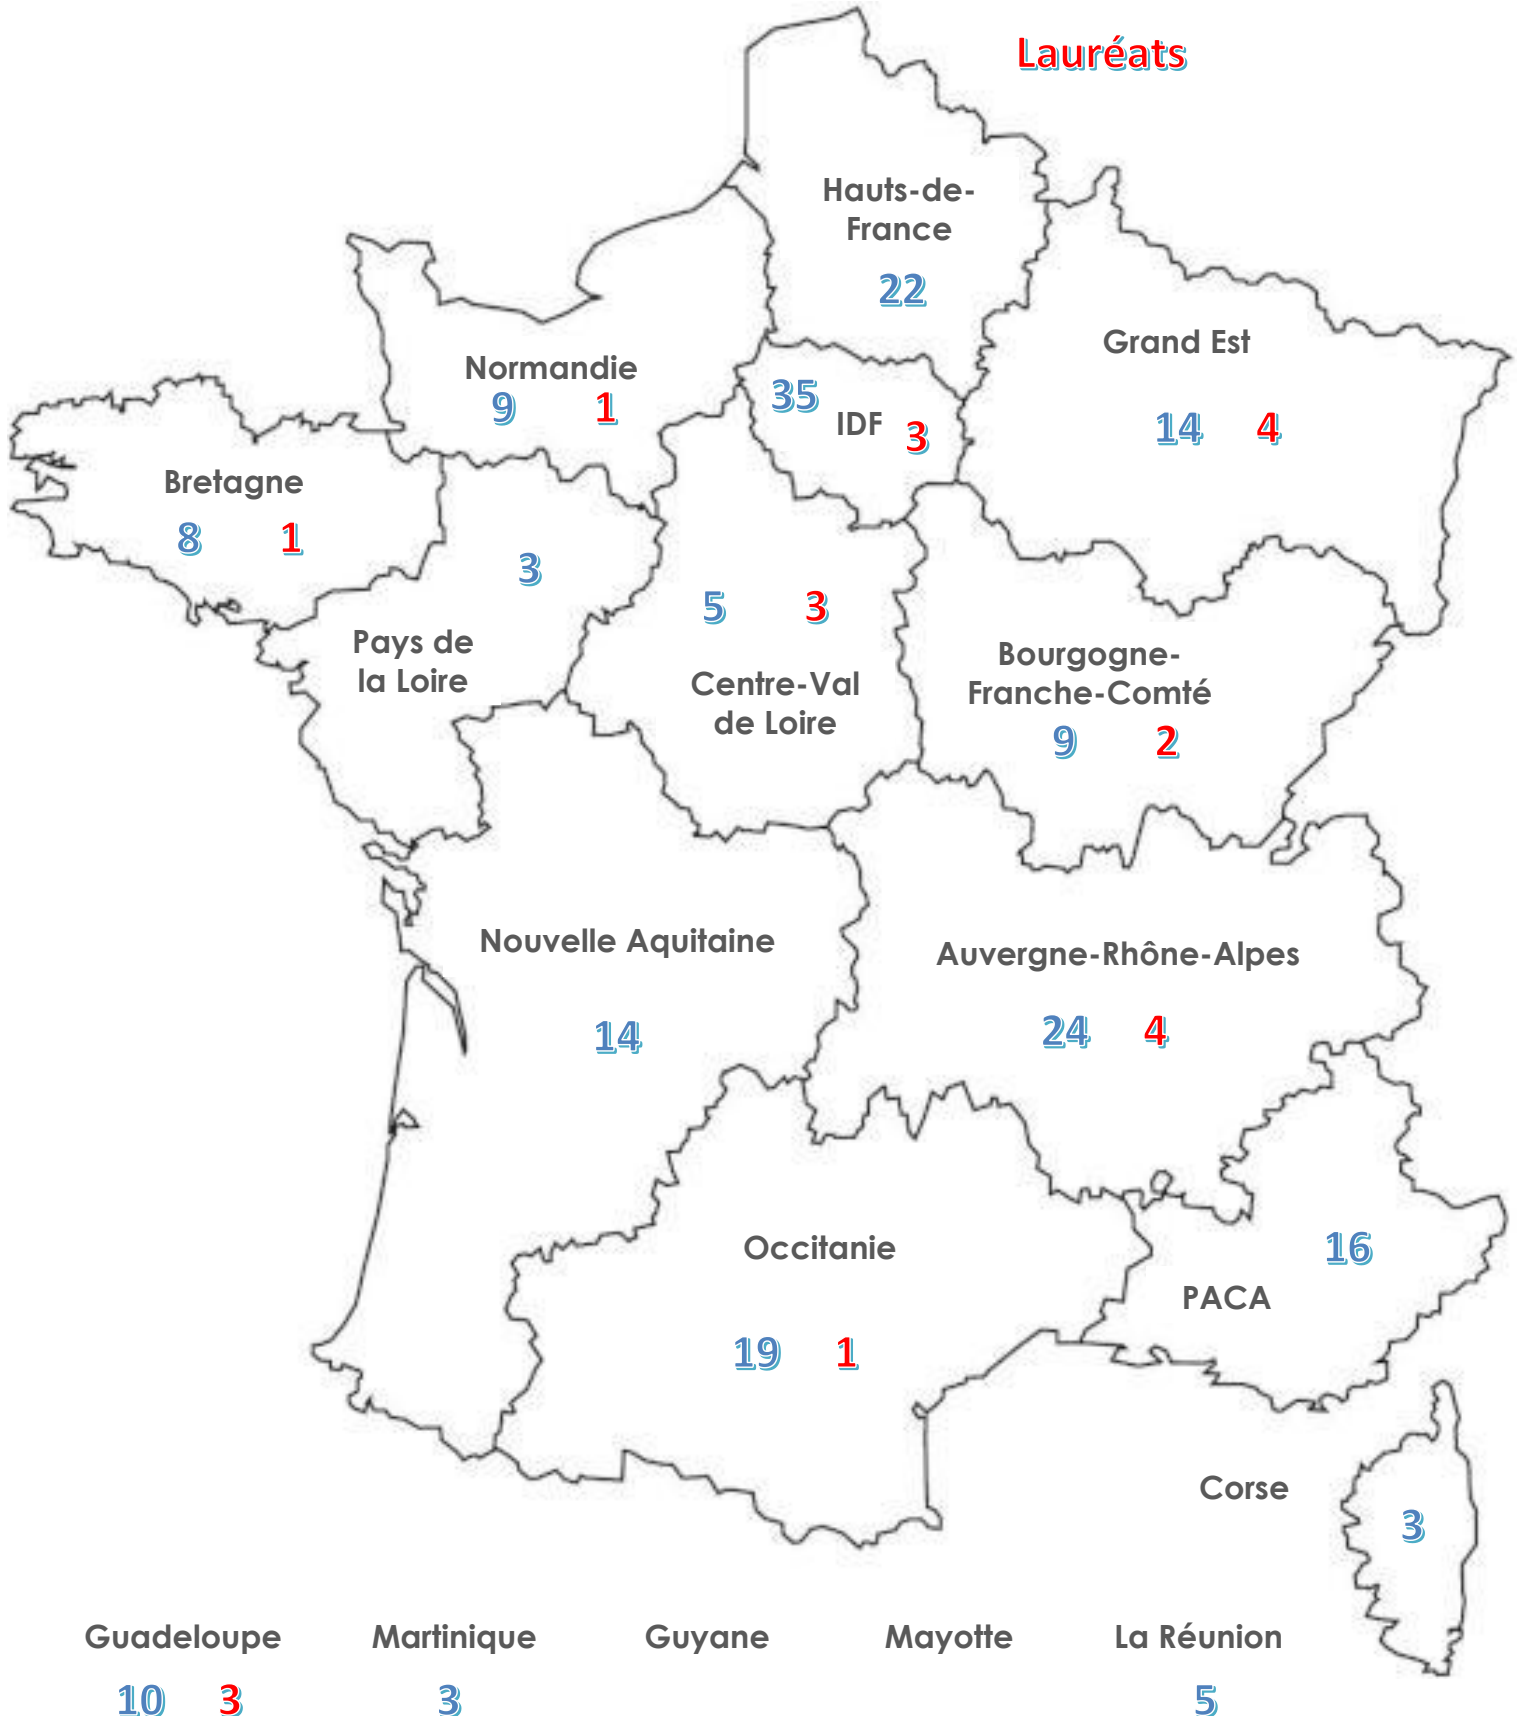 Lauréats
Hauts-de-
France
22
Grand Est
14 4
Normandie
9 1
35
IDF
3
Bretagne
8 1
3
Pays de
la Loire
5 3
Centre-Val
de Loire
Bourgogne-
Franche-Comté
9 2
Nouvelle Aquitaine
14
Auvergne-Rhône-Alpes
24 4
Occitanie
19 1
16
PACA
Corse
3
Guadeloupe Martinique Guyane Mayotte La Réunion
10 3 3 5